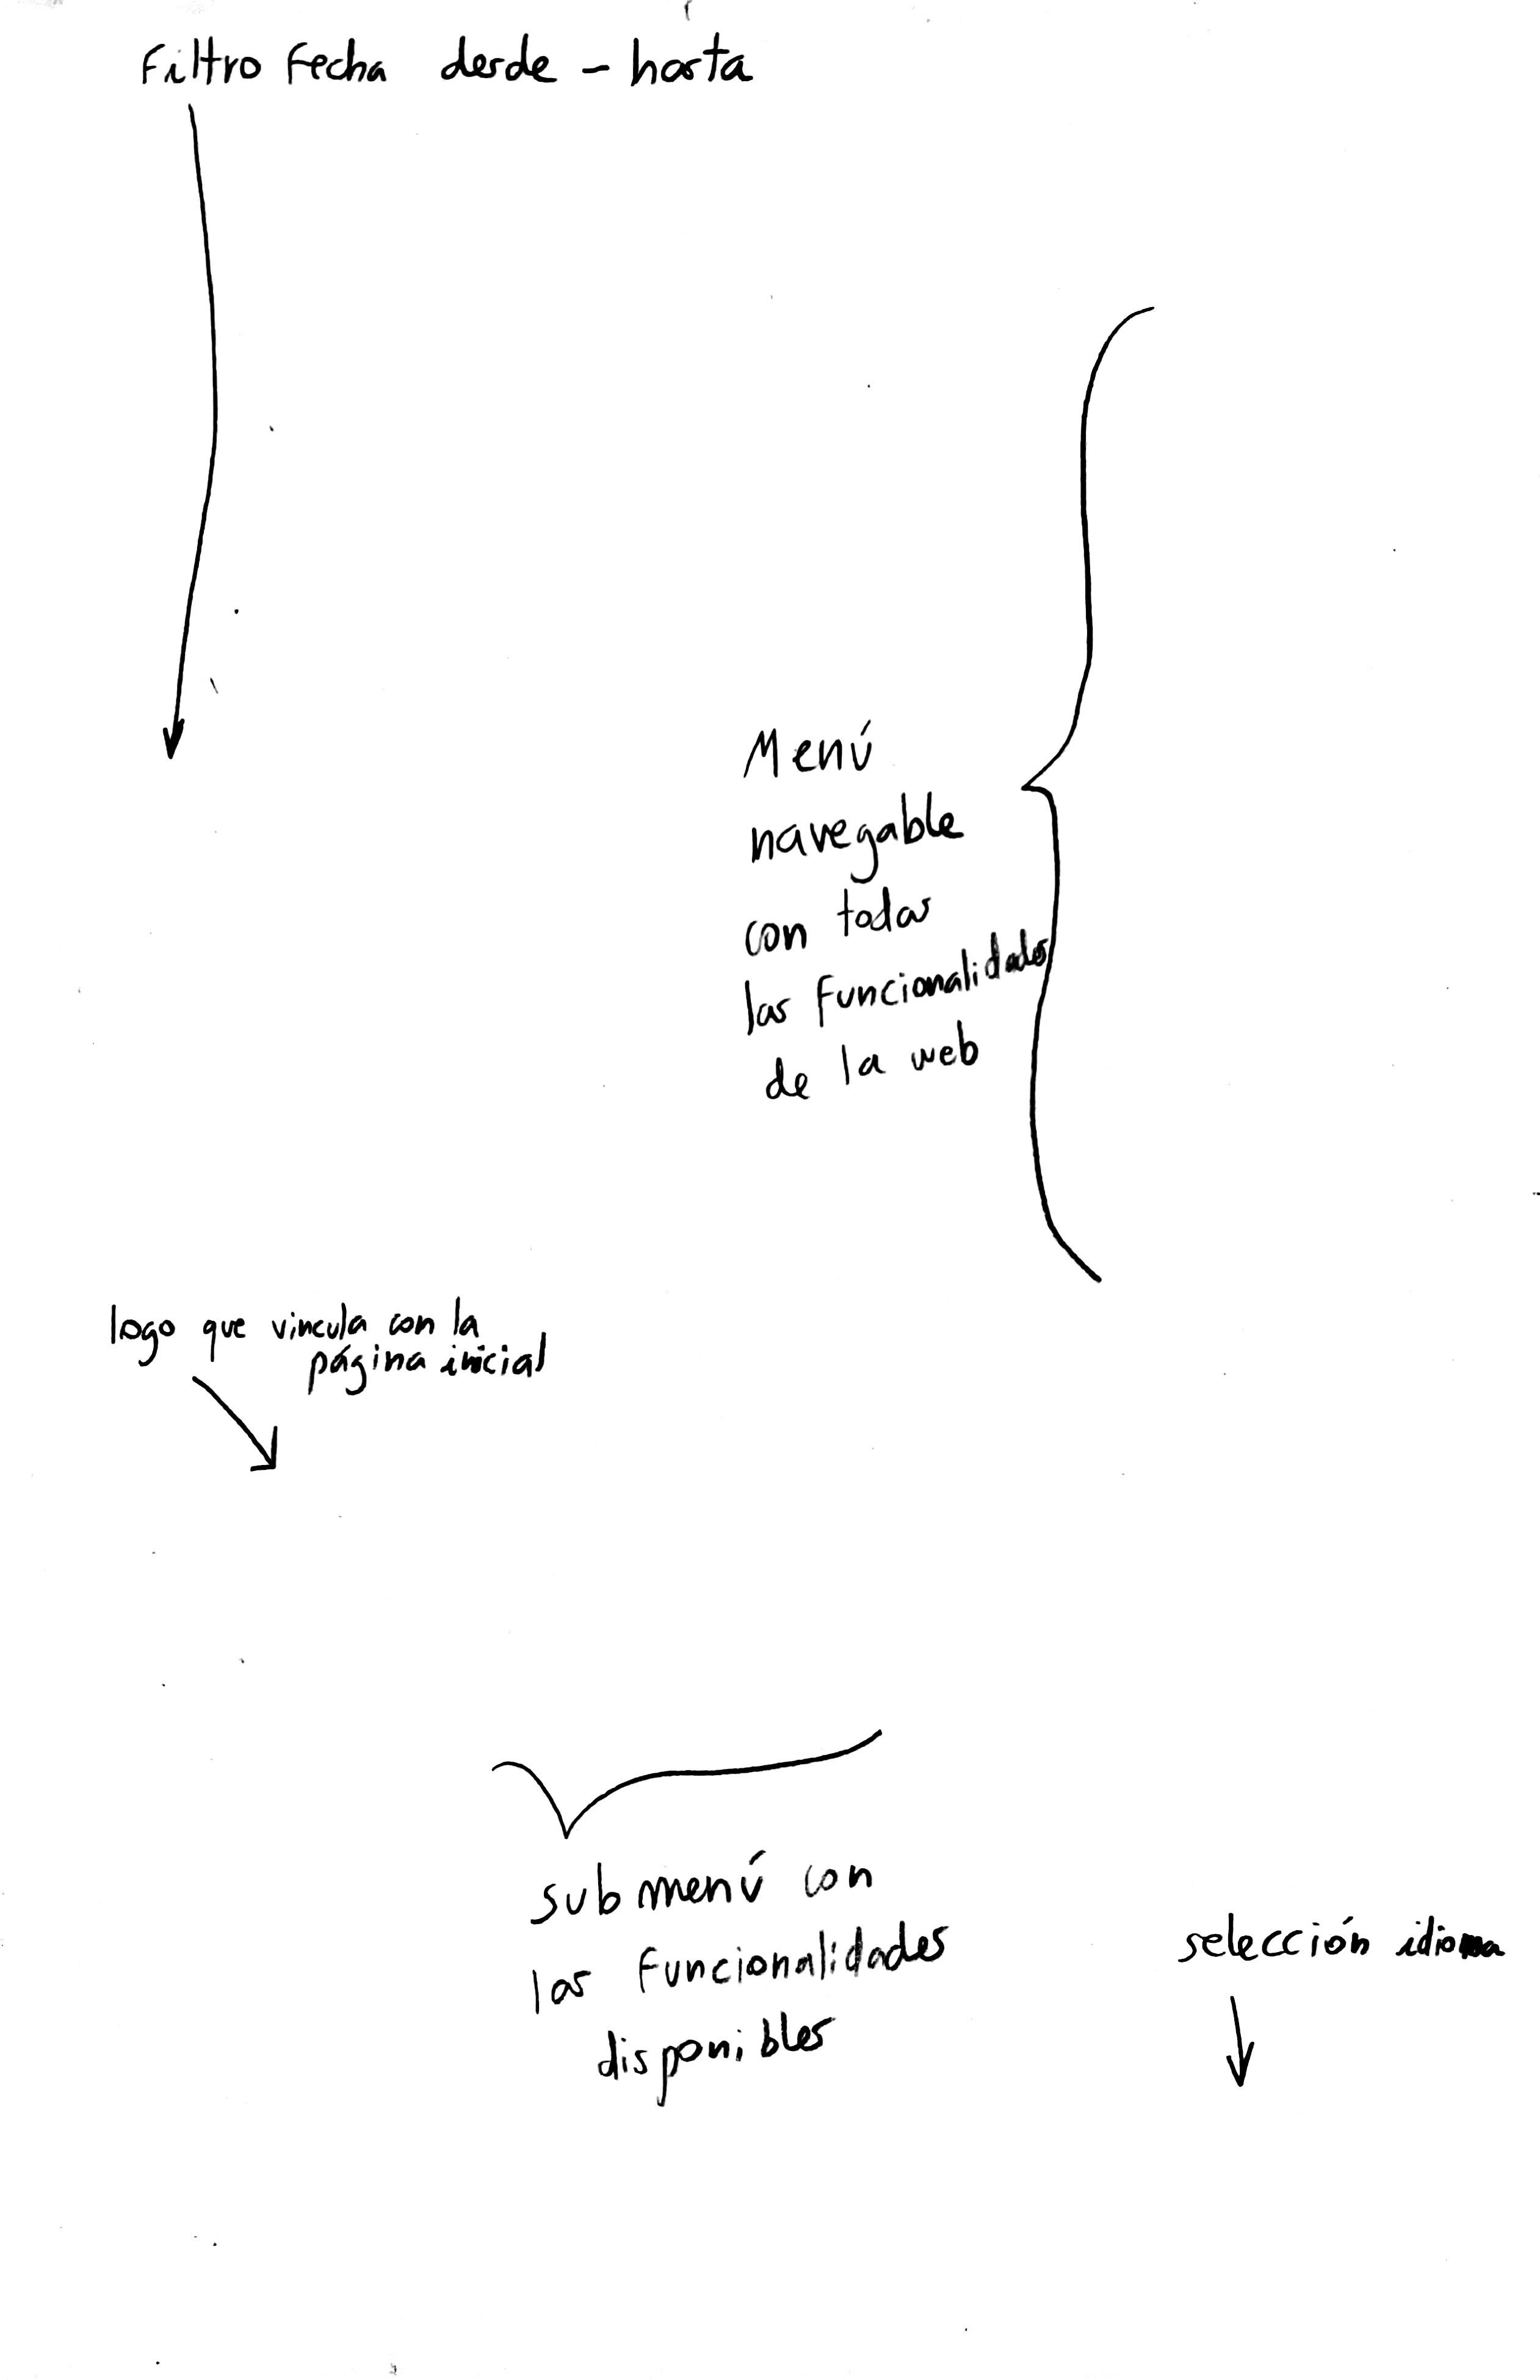 Filtro Fecha desde - hasta
Menú
navegable
con todas
las Funcionalidades
de la web
logo que vincula con la
página inicial
submenú con
las Funcionalidades
disponibles
selección idioma